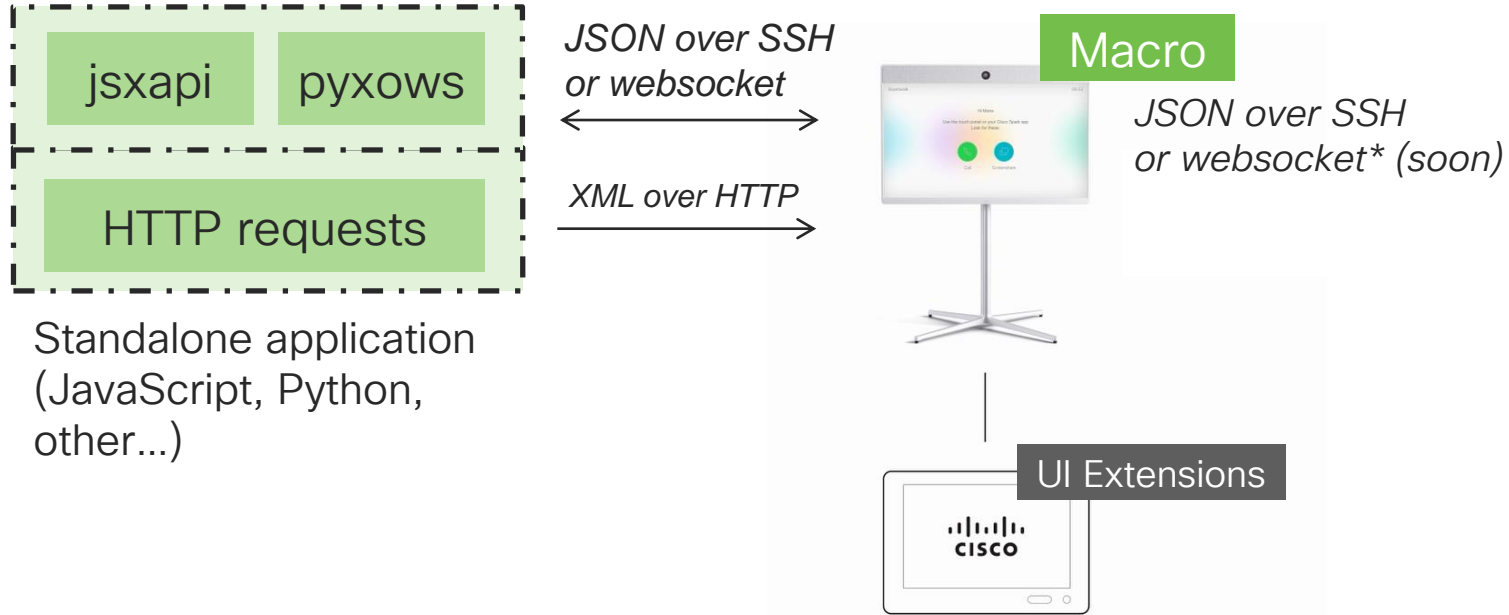 jsxapi
pyxows
HTTP requests
Standalone application
(JavaScript, Python,
other...)
JSON over SSH
or websocket
XML over HTTP
Macro
JSON over SSH
or websocket* (soon)
Call
UI Extensions
CISCO